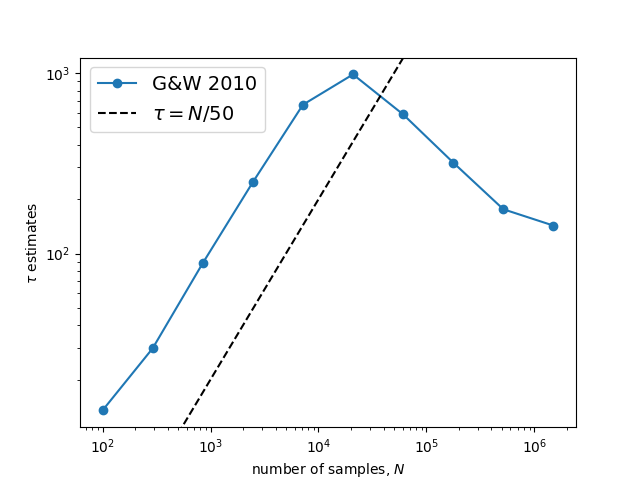 G&W 2010
τ = N/50
10³
10²
τ estimates
10² 10³ 10⁴ 10⁵ 10⁶
number of samples, N